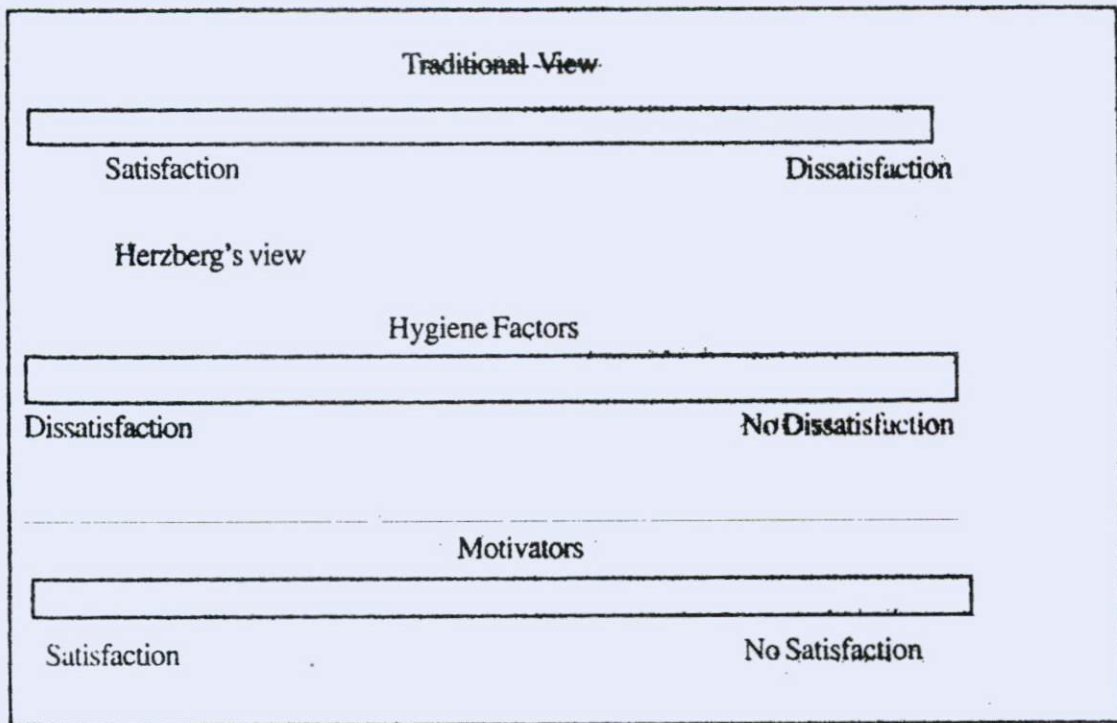 Traditional View
Satisfaction Dissatisfaction
Herzberg's view
Hygiene Factors
Dissatisfaction No Dissatisfaction
Motivators
Satisfaction No Satisfaction